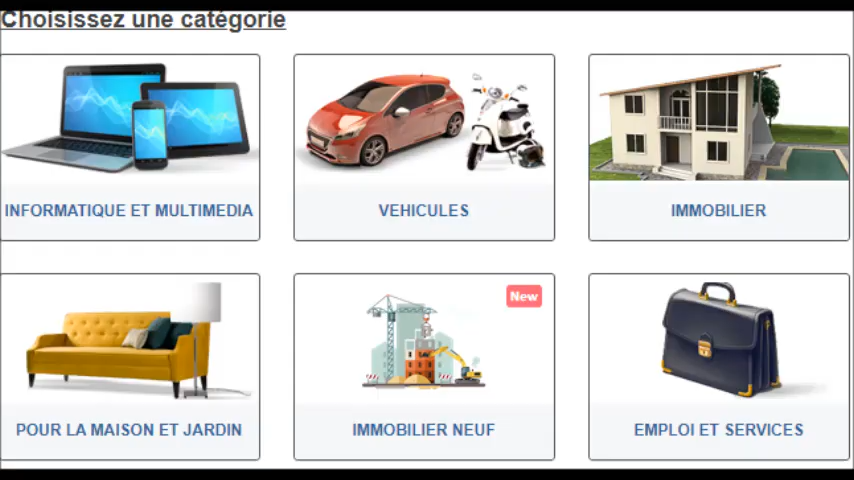 Choisissez une catégorie
INFORMATIQUE ET MULTIMEDIA
VEHICULES
IMMOBILIER
New
POUR LA MAISON ET JARDIN
IMMOBILIER NEUF
EMPLOI ET SERVICES